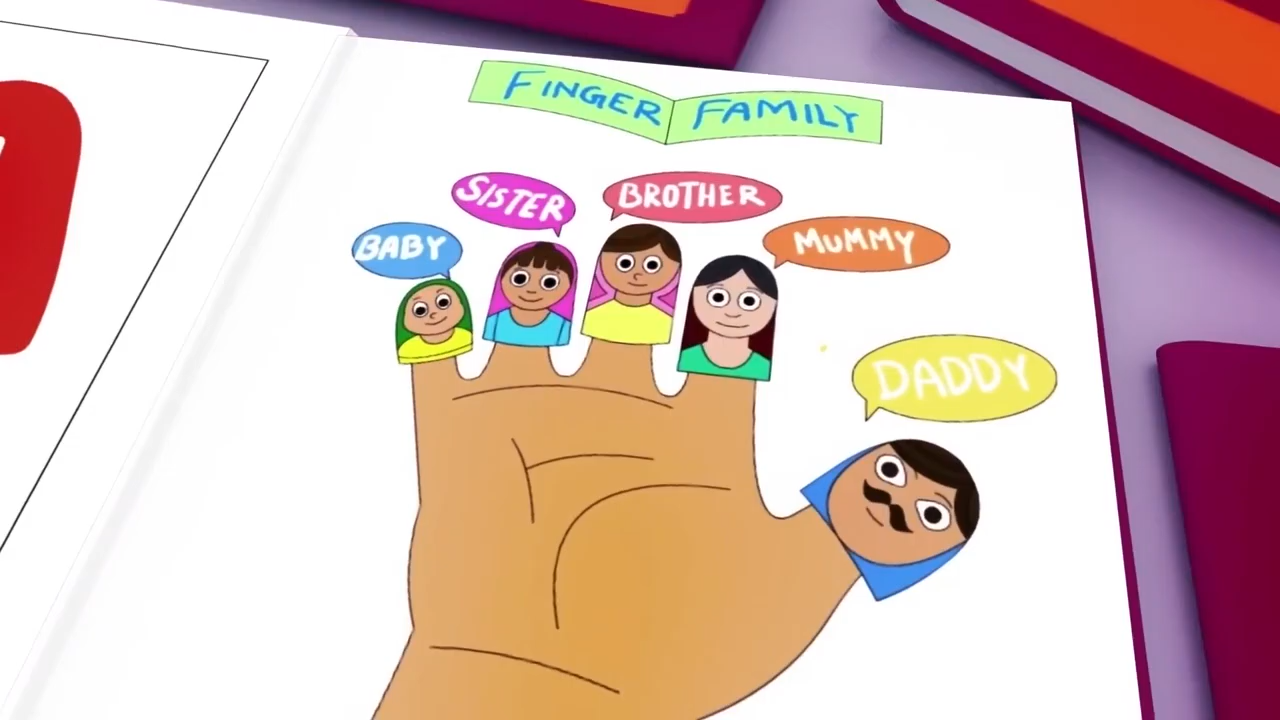 FINGER FAMILY
SISTER
BROTHER
BABY
MUMMY
DADDY